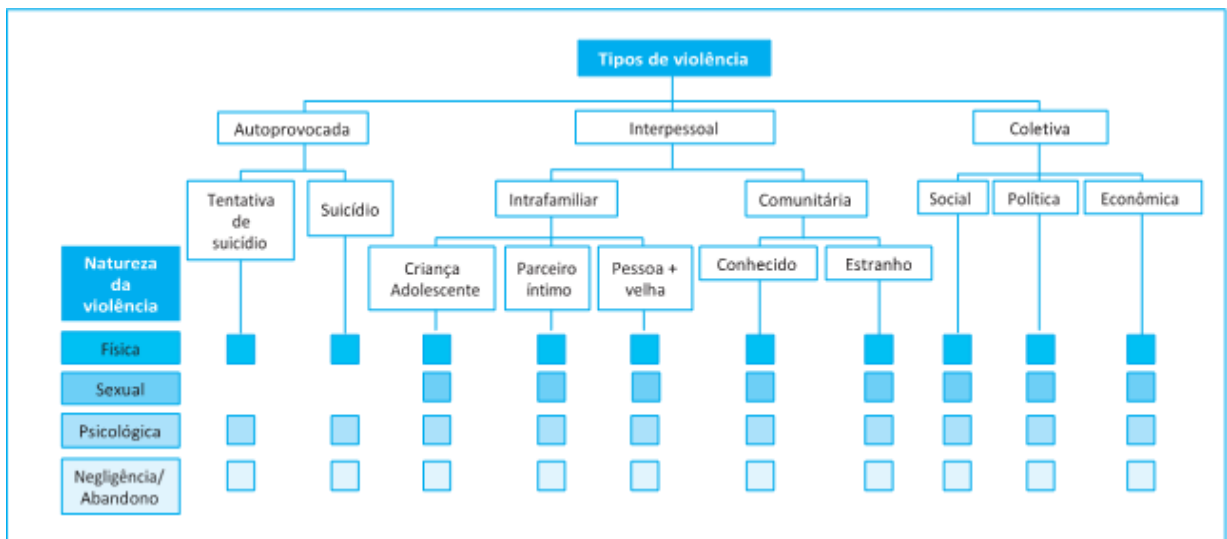 Tipos de violência
Autoprovocada
Interpessoal
Coletiva
Tentativa
de
suicídio
Suicídio
Intrafamiliar
Comunitária
Social
Política
Econômica
Natureza
da
violência
Criança
Adolescente
Parceiro
íntimo
Pessoa +
velha
Conhecido
Estranho
Física
Sexual
Psicológica
Negligência/
Abandono